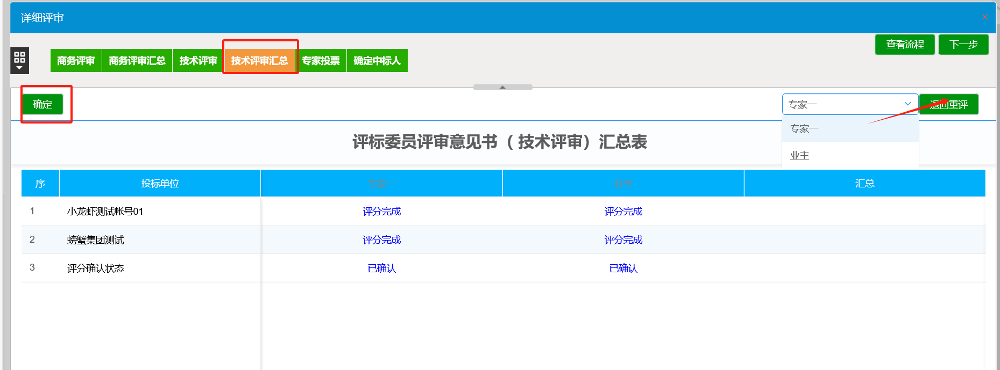 详细评审
×
查看流程 下一步
商务评审 商务评审汇总 技术评审 技术评审汇总 专家投票 确定中标人
确定 专家一 退回重评
专家一
业主
评标委员评审意见书（ 技术评审）汇总表
序 投标单位 专家一 业主 汇总
1 小龙虾测试帐号01 评分完成 评分完成
2 螃蟹集团测试 评分完成 评分完成
3 评分确认状态 已确认 已确认